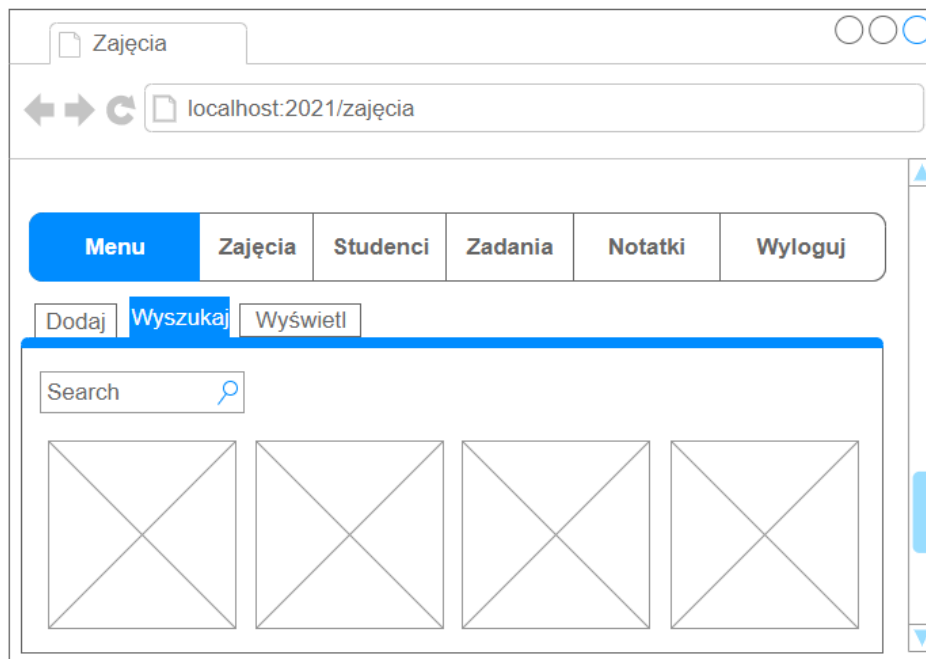 Zajęcia
localhost:2021/zajęcia
Menu Zajęcia Studenci Zadania Notatki Wyloguj
Dodaj Wyszukaj Wyświetl
Search